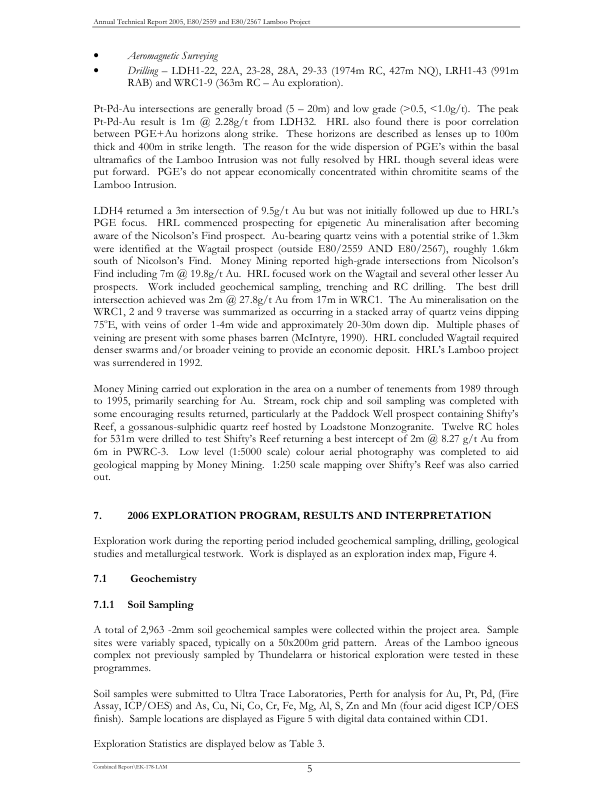 Annual Technical Report 2005, E80/2559 and E80/2567 Lamboo Project
• Aeromagnetic Surveying
• Drilling – LDH1-22, 22A, 23-28, 28A, 29-33 (1974m RC, 427m NQ), LRH1-43 (991m
RAB) and WRC1-9 (363m RC – Au exploration).
Pt-Pd-Au intersections are generally broad (5 – 20m) and low grade (>0.5, <1.0g/t). The peak
Pt-Pd-Au result is 1m @ 2.28g/t from LDH32. HRL also found there is poor correlation
between PGE+Au horizons along strike. These horizons are described as lenses up to 100m
thick and 400m in strike length. The reason for the wide dispersion of PGE's within the basal
ultramafics of the Lamboo Intrusion was not fully resolved by HRL though several ideas were
put forward. PGE's do not appear economically concentrated within chromitite seams of the
Lamboo Intrusion.
LDH4 returned a 3m intersection of 9.5g/t Au but was not initially followed up due to HRL's
PGE focus. HRL commenced prospecting for epigenetic Au mineralisation after becoming
aware of the Nicolson's Find prospect. Au-bearing quartz veins with a potential strike of 1.3km
were identified at the Wagtail prospect (outside E80/2559 AND E80/2567), roughly 1.6km
south of Nicolson's Find. Money Mining reported high-grade intersections from Nicolson's
Find including 7m @ 19.8g/t Au. HRL focused work on the Wagtail and several other lesser Au
prospects. Work included geochemical sampling, trenching and RC drilling. The best drill
intersection achieved was 2m @ 27.8g/t Au from 17m in WRC1. The Au mineralisation on the
WRC1, 2 and 9 traverse was summarized as occurring in a stacked array of quartz veins dipping
75°E, with veins of order 1-4m wide and approximately 20-30m down dip. Multiple phases of
veining are present with some phases barren (McIntyre, 1990). HRL concluded Wagtail required
denser swarms and/or broader veining to provide an economic deposit. HRL's Lamboo project
was surrendered in 1992.
Money Mining carried out exploration in the area on a number of tenements from 1989 through
to 1995, primarily searching for Au. Stream, rock chip and soil sampling was completed with
some encouraging results returned, particularly at the Paddock Well prospect containing Shifty's
Reef, a gossanous-sulphidic quartz reef hosted by Loadstone Monzogranite. Twelve RC holes
for 531m were drilled to test Shifty's Reef returning a best intercept of 2m @ 8.27 g/t Au from
6m in PWRC-3. Low level (1:5000 scale) colour aerial photography was completed to aid
geological mapping by Money Mining. 1:250 scale mapping over Shifty's Reef was also carried
out.
7. 2006 EXPLORATION PROGRAM, RESULTS AND INTERPRETATION
Exploration work during the reporting period included geochemical sampling, drilling, geological
studies and metallurgical testwork. Work is displayed as an exploration index map, Figure 4.
7.1 Geochemistry
7.1.1 Soil Sampling
A total of 2,963 -2mm soil geochemical samples were collected within the project area. Sample
sites were variably spaced, typically on a 50x200m grid pattern. Areas of the Lamboo igneous
complex not previously sampled by Thundelarra or historical exploration were tested in these
programmes.
Soil samples were submitted to Ultra Trace Laboratories, Perth for analysis for Au, Pt, Pd, (Fire
Assay, ICP/OES) and As, Cu, Ni, Co, Cr, Fe, Mg, Al, S, Zn and Mn (four acid digest ICP/OES
finish). Sample locations are displayed as Figure 5 with digital data contained within CD1.
Exploration Statistics are displayed below as Table 3.
Combined Report\EK-178-LAM
5